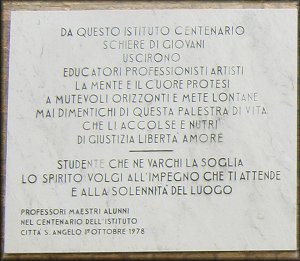 DA QUESTO ISTITUTO CENTENARIO
SCHIERE DI GIOVANI
USCIRONO
EDUCATORI PROFESSIONISTI ARTISTI
LA MENTE E IL CUORE PROTESI
A MUTEVOLI ORIZZONTI E METE LONTANE
MAI DIMENTICHI DI QUESTA PALESTRA DI VITA
CHE LI ACCOLSE E NUTRÌ
DI GIUSTIZIA LIBERTÀ AMORE
STUDENTE CHE NE VARCHI LA SOGLIA
LO SPIRITO VOLGI ALL'IMPEGNO CHE TI ATTENDE
E ALLA SOLENNITÀ DEL LUOGO
PROFESSORI MAESTRI ALUNNI
NEL CENTENARIO DELL'ISTITUTO
CITTÀ S. ANGELO 1º OTTOBRE 1978